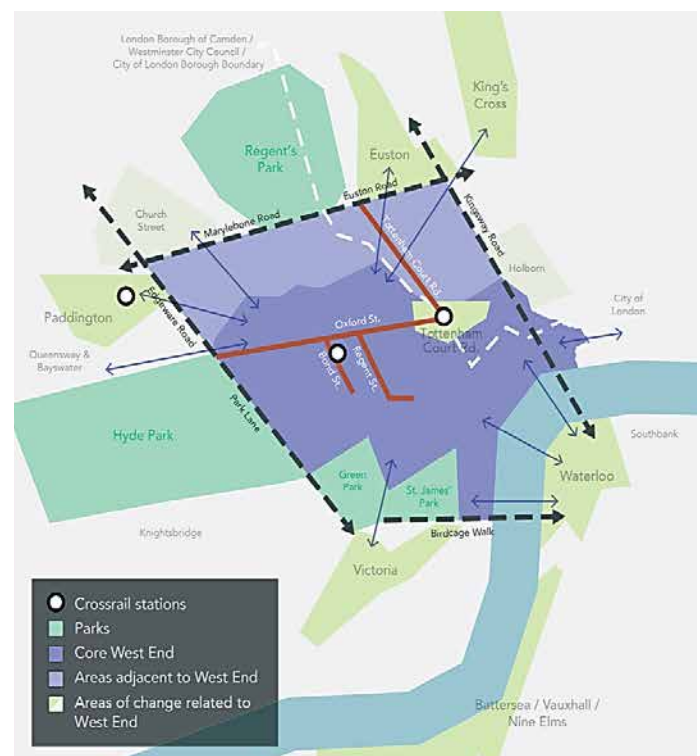 London Borough of Camden /
Westminster City Council /
City of London Borough Boundary
King's
Cross
Regent's
Park
Euston
Euston Road
Church
Street
Marylebone Road
Kingsway Road
Tottenham Court Rd.
Holborn
Paddington
Edgeware Road
City of
London
Oxford St.
Tottenham
Court Rd.
Queensway &
Bayswater
Bond St.
Regent St.
Park Lane
Hyde Park
Southbank
Green
Park
St. James'
Park
Waterloo
Knightsbridge
Birdcage Walk
Victoria
Crossrail stations
Parks
Core West End
Areas adjacent to West End
Areas of change related to
West End
Battersea / Vauxhall /
Nine Elms